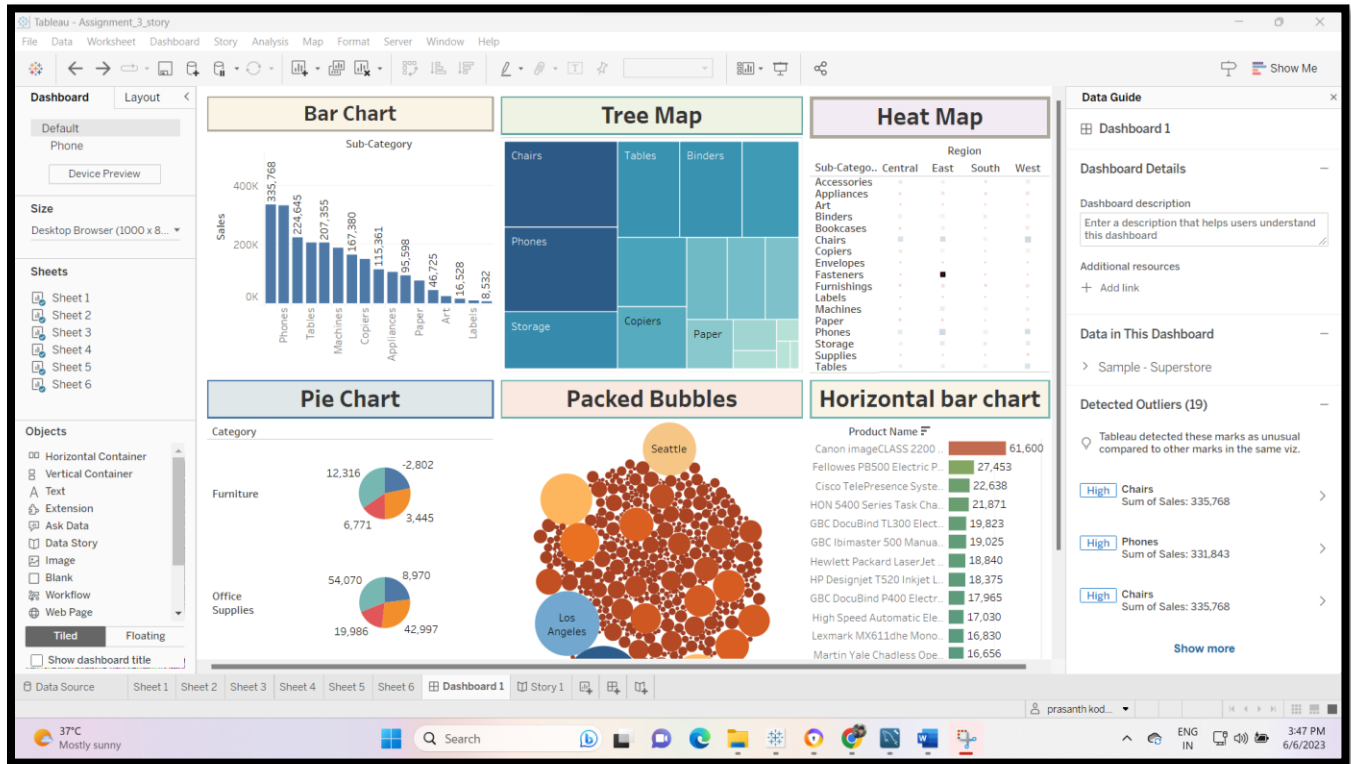 Tableau - Assignment_3_story
File Data Worksheet Dashboard Story Analysis Map Format Server Window Help
Show Me
Dashboard Layout
Default
Phone
Device Preview
Size
Desktop Browser (1000 x 8...
Sheets
Sheet 1
Sheet 2
Sheet 3
Sheet 4
Sheet 5
Sheet 6
Objects
Horizontal Container
Vertical Container
Text
Extension
Ask Data
Data Story
Image
Blank
Workflow
Web Page
Tiled Floating
Show dashboard title
Bar Chart
Sub-Category
Sales
400K
200K
0K
335,768
224,645
207,355
167,380
115,361
95,598
46,725
16,528
8,532
Phones
Tables
Machines
Copiers
Appliances
Paper
Art
Labels
Tree Map
Chairs
Tables
Binders
Phones
Storage
Copiers
Paper
Heat Map
Region
Sub-Catego.. Central East South West
Accessories
Appliances
Art
Binders
Bookcases
Chairs
Copiers
Envelopes
Fasteners
Furnishings
Labels
Machines
Paper
Phones
Storage
Supplies
Tables
Pie Chart
Category
Furniture
12,316
-2,802
6,771
3,445
Office
Supplies
54,070
8,970
19,986
42,997
Packed Bubbles
Seattle
Los
Angeles
Horizontal bar chart
Product Name
Canon imageCLASS 2200 .. 61,600
Fellowes PB500 Electric P.. 27,453
Cisco TelePresence Syste.. 22,638
HON 5400 Series Task Cha.. 21,871
GBC DocuBind TL300 Elect.. 19,823
GBC Ibimaster 500 Manua.. 19,025
Hewlett Packard LaserJet .. 18,840
HP Designjet T520 Inkjet L.. 18,375
GBC DocuBind P400 Electr.. 17,965
High Speed Automatic Ele.. 17,030
Lexmark MX611dhe Mono.. 16,830
Martin Yale Chadless Ope.. 16,656
Data Guide
Dashboard 1
Dashboard Details
Dashboard description
Enter a description that helps users understand
this dashboard
Additional resources
Add link
Data in This Dashboard
Sample - Superstore
Detected Outliers (19)
Tableau detected these marks as unusual
compared to other marks in the same viz.
High Chairs
Sum of Sales: 335,768
High Phones
Sum of Sales: 331,843
High Chairs
Sum of Sales: 335,768
Show more
Data Source Sheet 1 Sheet 2 Sheet 3 Sheet 4 Sheet 5 Sheet 6 Dashboard 1 Story 1
prasanth kod...
37°C
Mostly sunny
Search
ENG
IN
3:47 PM
6/6/2023